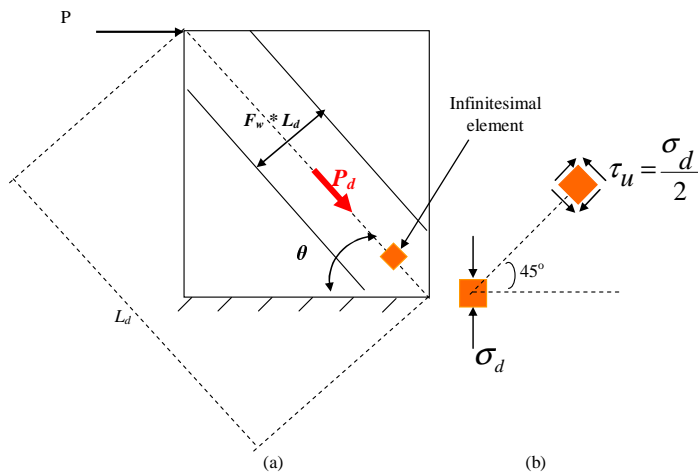 P
Infinitesimal
element
F_w * L_d
P_d
τ_u = σ_d / 2
θ
45°
L_d
σ_d
(a)
(b)